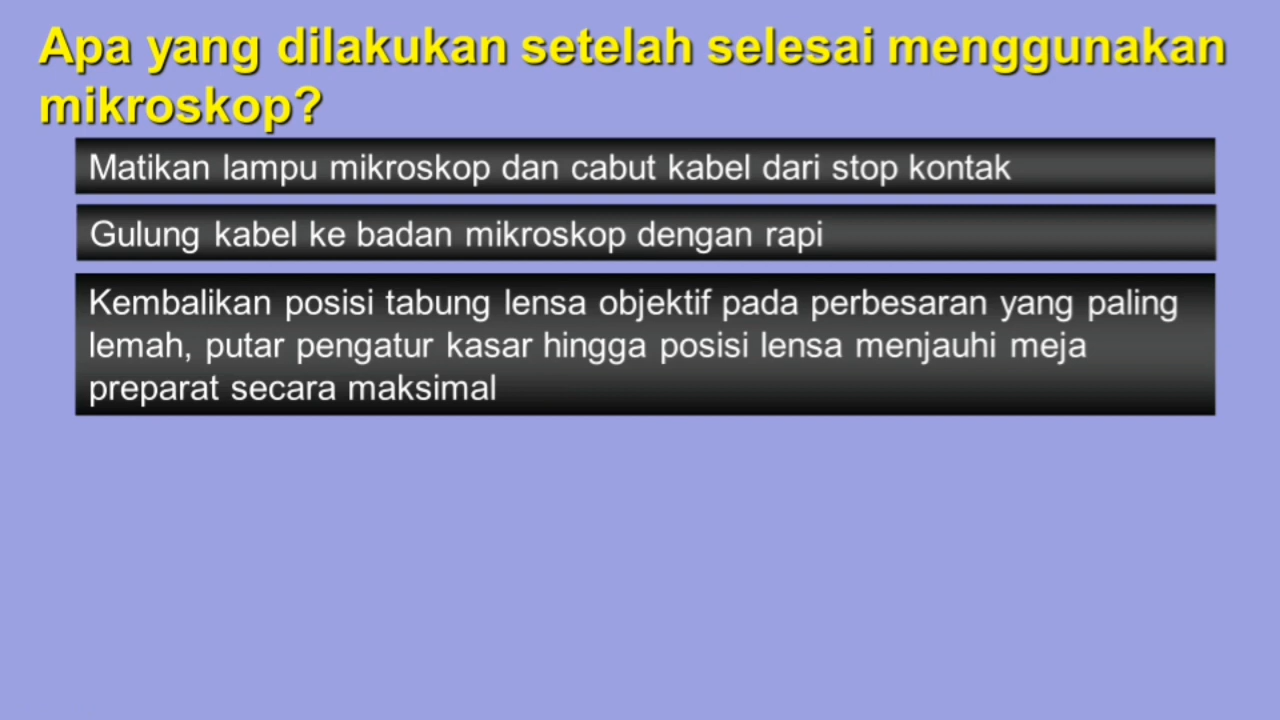 Apa yang dilakukan setelah selesai menggunakan
mikroskop?
Matikan lampu mikroskop dan cabut kabel dari stop kontak
Gulung kabel ke badan mikroskop dengan rapi
Kembalikan posisi tabung lensa objektif pada perbesaran yang paling
lemah, putar pengatur kasar hingga posisi lensa menjauhi meja
preparat secara maksimal